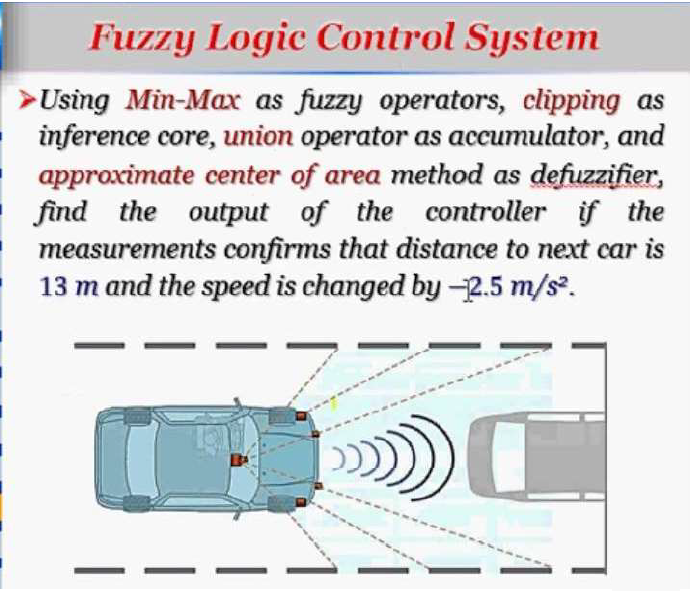 Fuzzy Logic Control System
➤Using Min-Max as fuzzy operators, clipping as
inference core, union operator as accumulator, and
approximate center of area method as defuzzifier,
find the output of the controller if the
measurements confirms that distance to next car is
13 m and the speed is changed by –2.5 m/s².